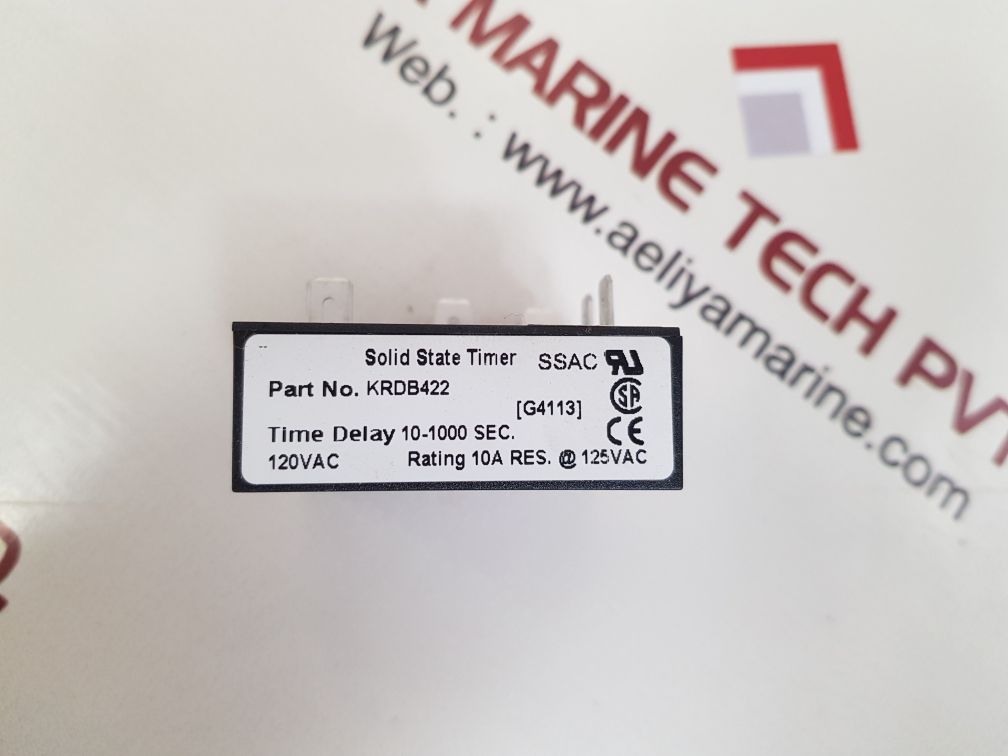 MARINE TECH PVT
Web. : www.aeliyamarine.com
Solid State Timer SSAC
Part No. KRDB422
[G4113]
Time Delay 10-1000 SEC.
120VAC Rating 10A RES. @ 125VAC